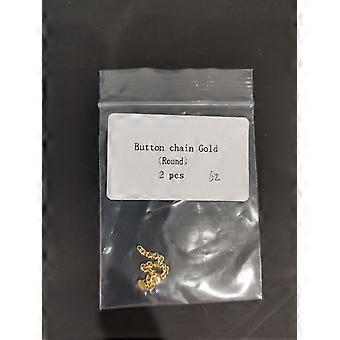 Button chain Gold
(Round)
2 pcs